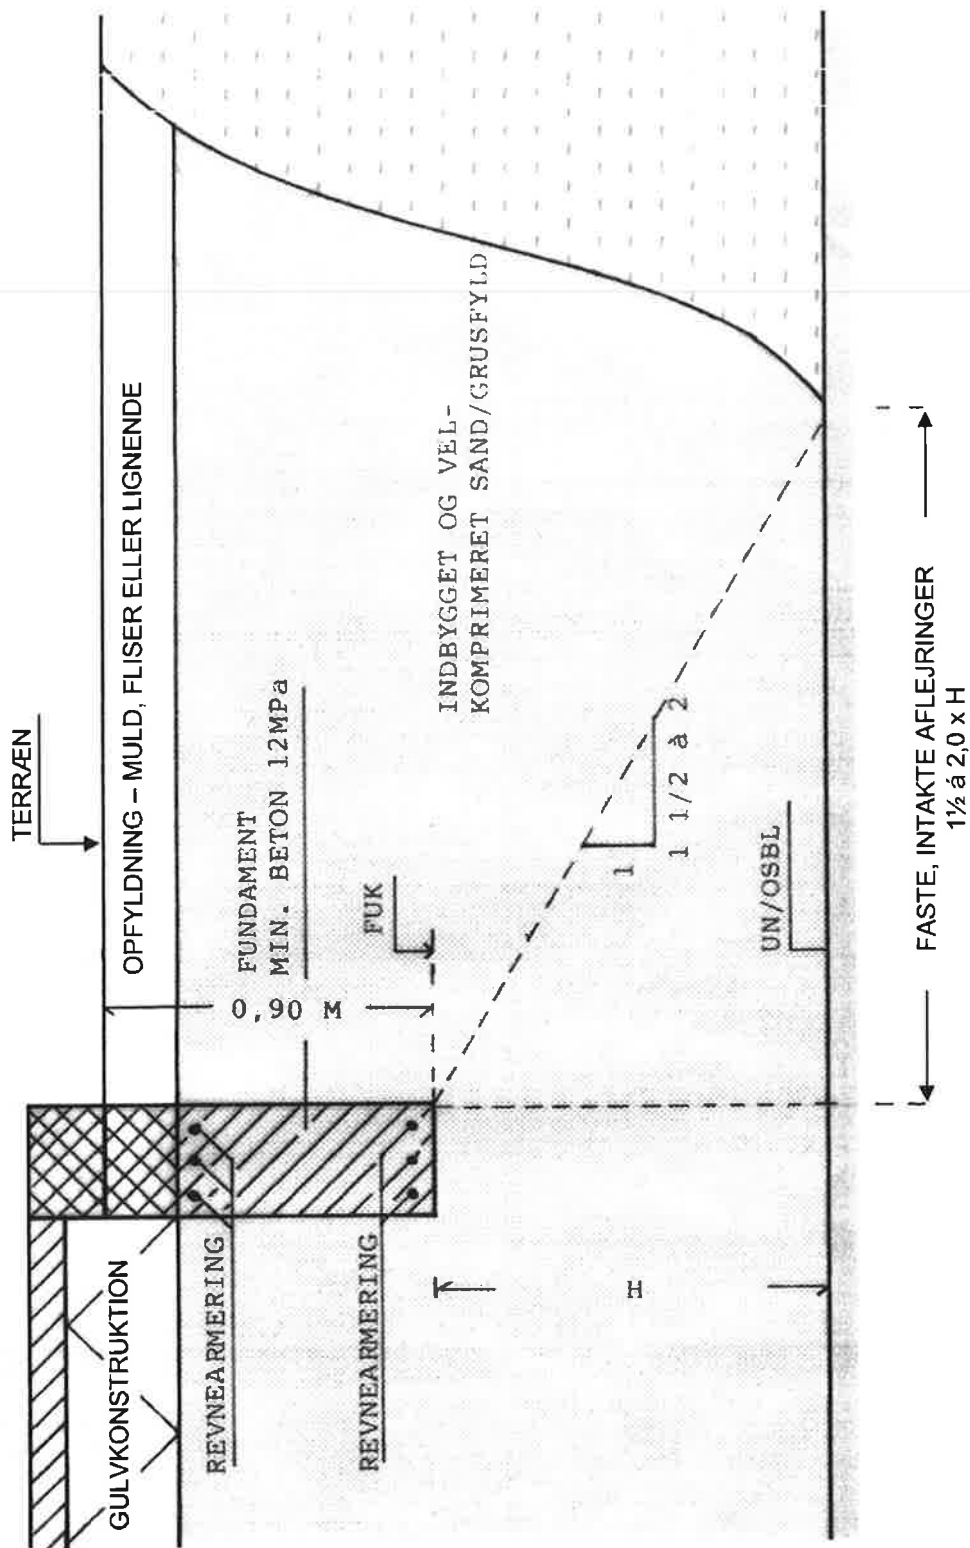 TERRÆN
OPFYLDNING – MULD, FLISER ELLER LIGNENDE
GULVKONSTRUKTION
FUNDAMENT
MIN. BETON 12MPa
0,90 M
REVNEARMERING
FUK
REVNEARMERING
INDBYGGET OG VEL-
KOMPRIMERET SAND/GRUSFYLD
1
1 1/2 à 2
H
UN/OSBL
FASTE, INTAKTE AFLEJRINGER
1½ á 2,0 x H